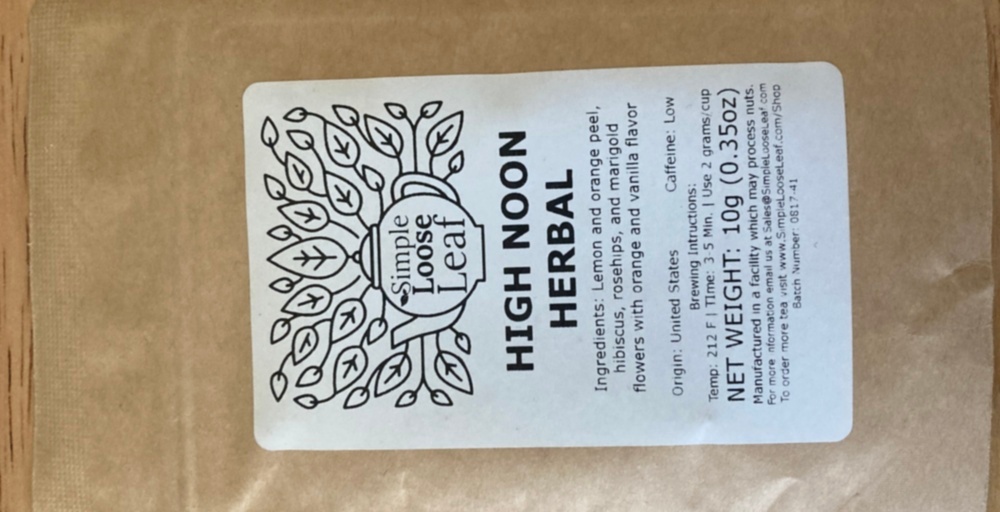 Simple
Loose
Leaf
HIGH NOON
HERBAL
Ingredients: Lemon and orange peel,
hibiscus, rosehips, and marigold
flowers with orange and vanilla flavor
Origin: United States Caffeine: Low
Brewing Intructions:
Temp: 212 F | Time: 3 5 Min. | Use 2 grams/cup
NET WEIGHT: 10g (0.35oz)
Manufactured in a facility which may process nuts.
For more nformation email us at Sales@SimpleLooseLeaf.com
To order more tea visit www.SimpleLooseLeaf.com/Shop
Batch Number: 0817-41